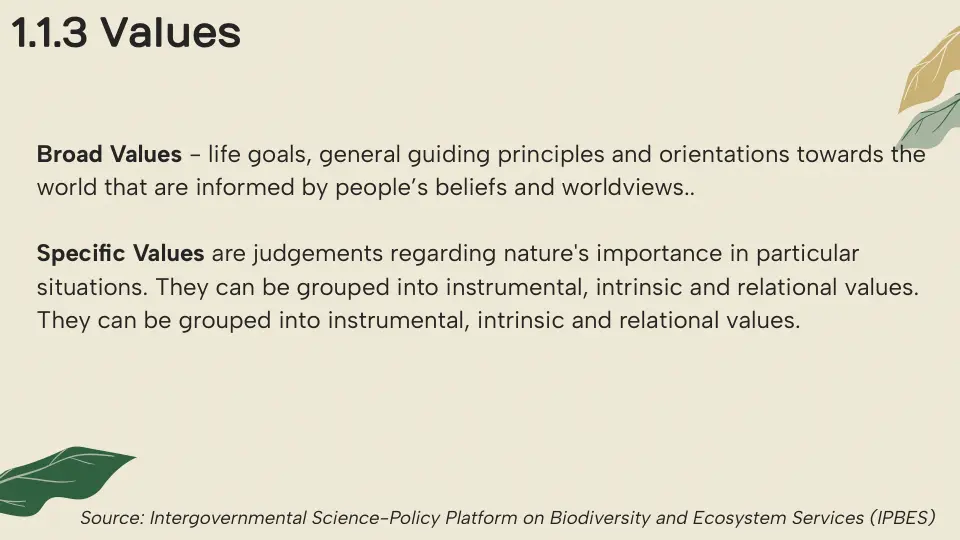 1.1.3 Values
Broad Values - life goals, general guiding principles and orientations towards the
world that are informed by people’s beliefs and worldviews..
Specific Values are judgements regarding nature's importance in particular
situations. They can be grouped into instrumental, intrinsic and relational values.
They can be grouped into instrumental, intrinsic and relational values.
Source: Intergovernmental Science-Policy Platform on Biodiversity and Ecosystem Services (IPBES)